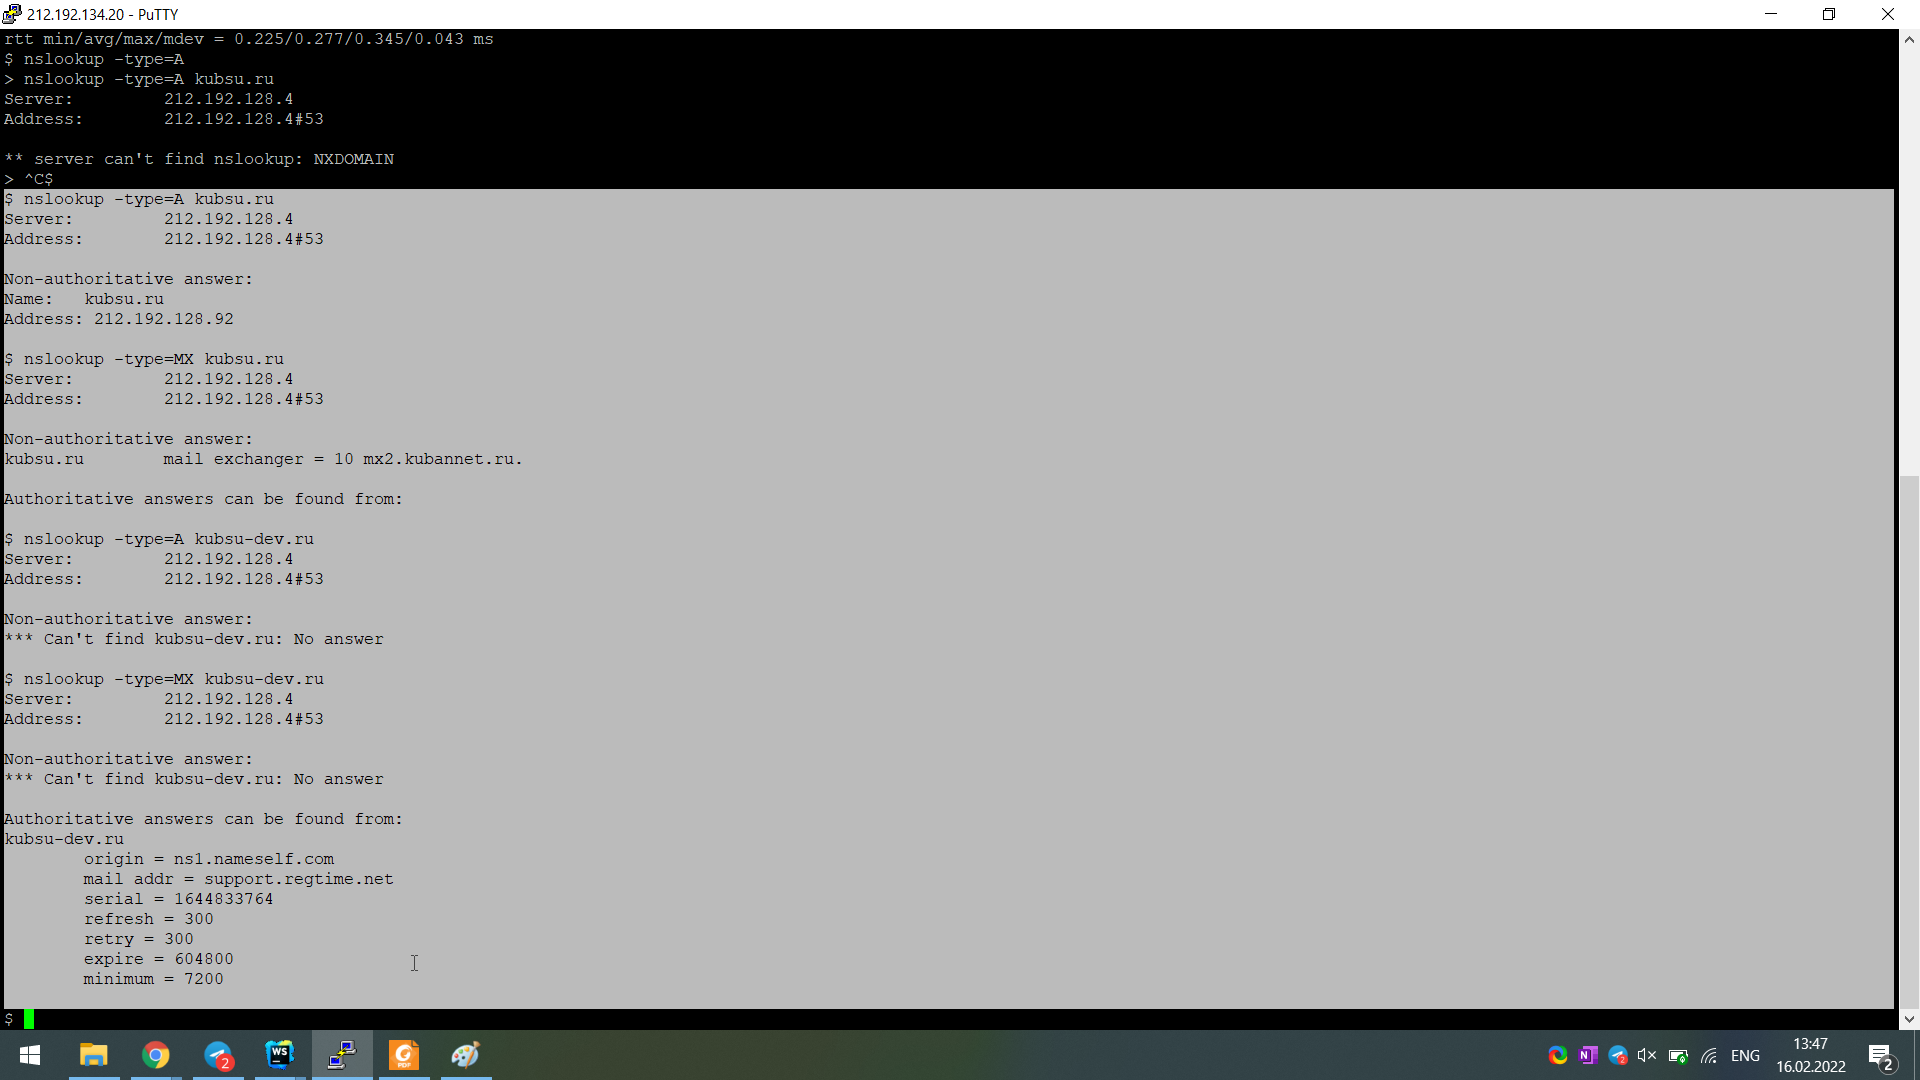 212.192.134.20 - PuTTY
rtt min/avg/max/mdev = 0.225/0.277/0.345/0.043 ms
$ nslookup -type=A
> nslookup -type=A kubsu.ru
Server:         212.192.128.4
Address:        212.192.128.4#53

** server can't find nslookup: NXDOMAIN
> ^C$
$ nslookup -type=A kubsu.ru
Server:         212.192.128.4
Address:        212.192.128.4#53

Non-authoritative answer:
Name:   kubsu.ru
Address: 212.192.128.92

$ nslookup -type=MX kubsu.ru
Server:         212.192.128.4
Address:        212.192.128.4#53

Non-authoritative answer:
kubsu.ru        mail exchanger = 10 mx2.kubannet.ru.

Authoritative answers can be found from:

$ nslookup -type=A kubsu-dev.ru
Server:         212.192.128.4
Address:        212.192.128.4#53

Non-authoritative answer:
*** Can't find kubsu-dev.ru: No answer

$ nslookup -type=MX kubsu-dev.ru
Server:         212.192.128.4
Address:        212.192.128.4#53

Non-authoritative answer:
*** Can't find kubsu-dev.ru: No answer

Authoritative answers can be found from:
kubsu-dev.ru
        origin = ns1.nameself.com
        mail addr = support.regtime.net
        serial = 1644833764
        refresh = 300
        retry = 300
        expire = 604800
        minimum = 7200

$
2
WS
G
PDF
N
2
ENG
13:47
16.02.2022
2